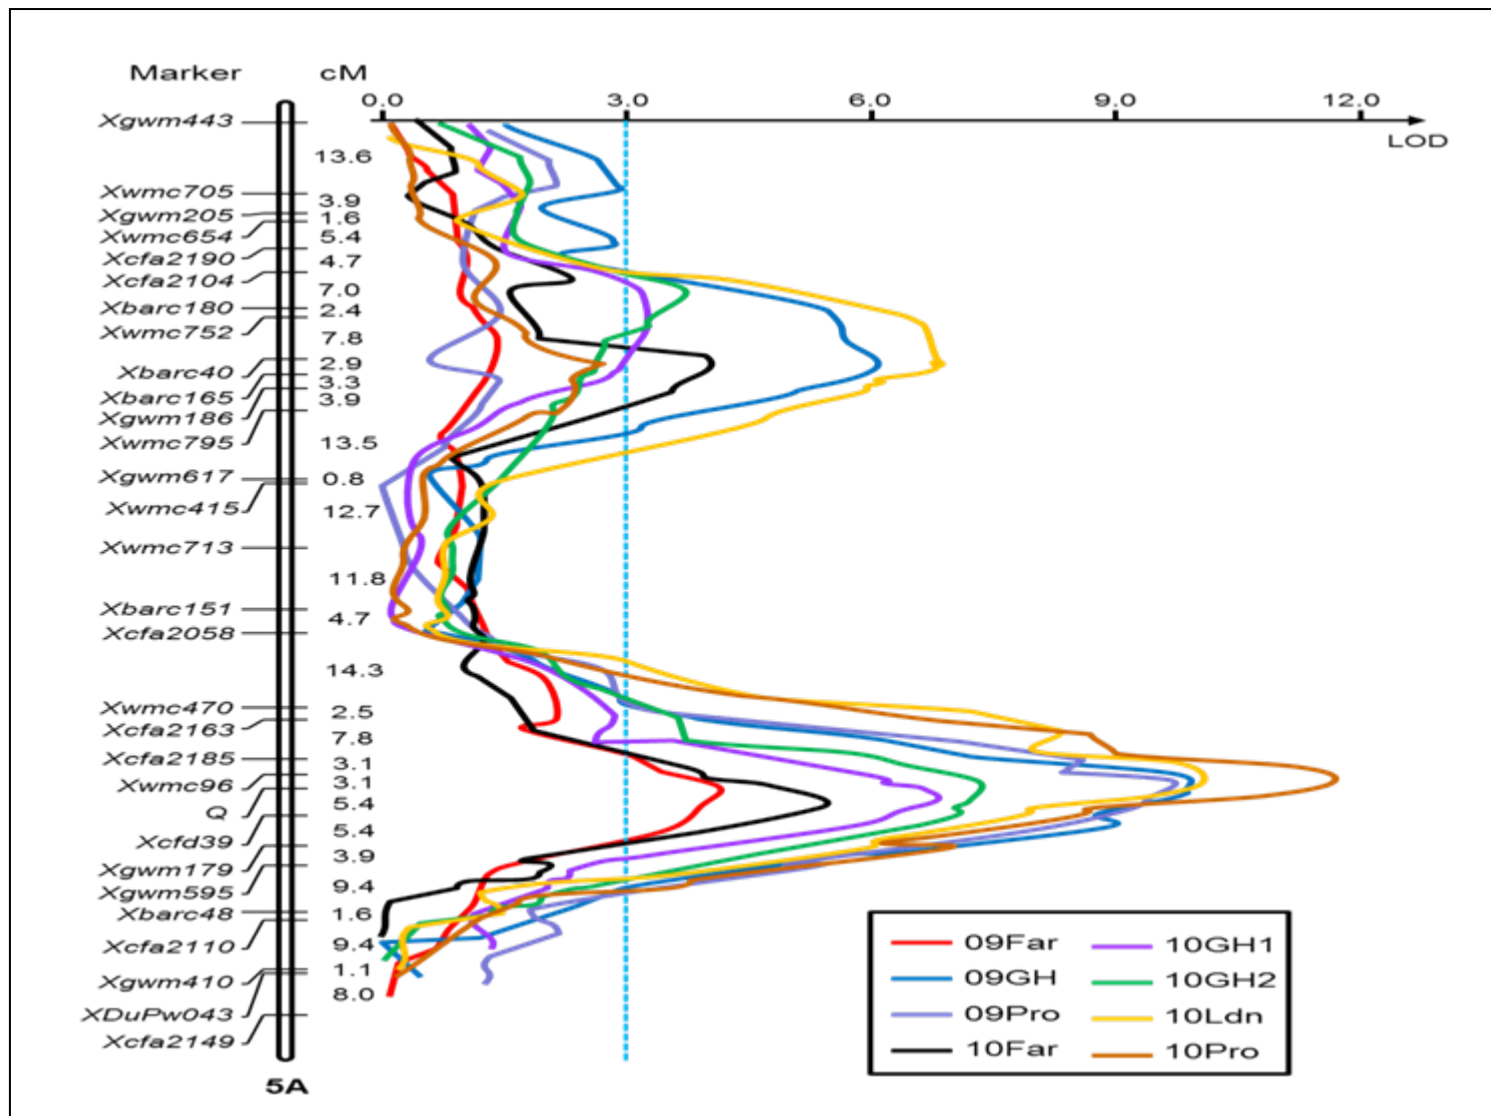 Marker cM
0.0 3.0 6.0 9.0 12.0
LOD
Xgwm443
13.6
Xwmc705
3.9
Xgwm205
1.6
Xwmc654
5.4
Xcfa2190
4.7
Xcfa2104
7.0
Xbarc180
2.4
Xwmc752
7.8
Xbarc40
2.9
Xbarc165
3.3
Xgwm186
3.9
Xwmc795
13.5
Xgwm617
0.8
Xwmc415
12.7
Xwmc713
11.8
Xbarc151
4.7
Xcfa2058
14.3
Xwmc470
2.5
Xcfa2163
7.8
Xcfa2185
3.1
Xwmc96
3.1
Q
5.4
Xcfd39
5.4
Xgwm179
3.9
Xgwm595
9.4
Xbarc48
1.6
Xcfa2110
9.4
Xgwm410
1.1
XDuPw043
8.0
Xcfa2149
5A
09Far 10GH1
09GH 10GH2
09Pro 10Ldn
10Far 10Pro